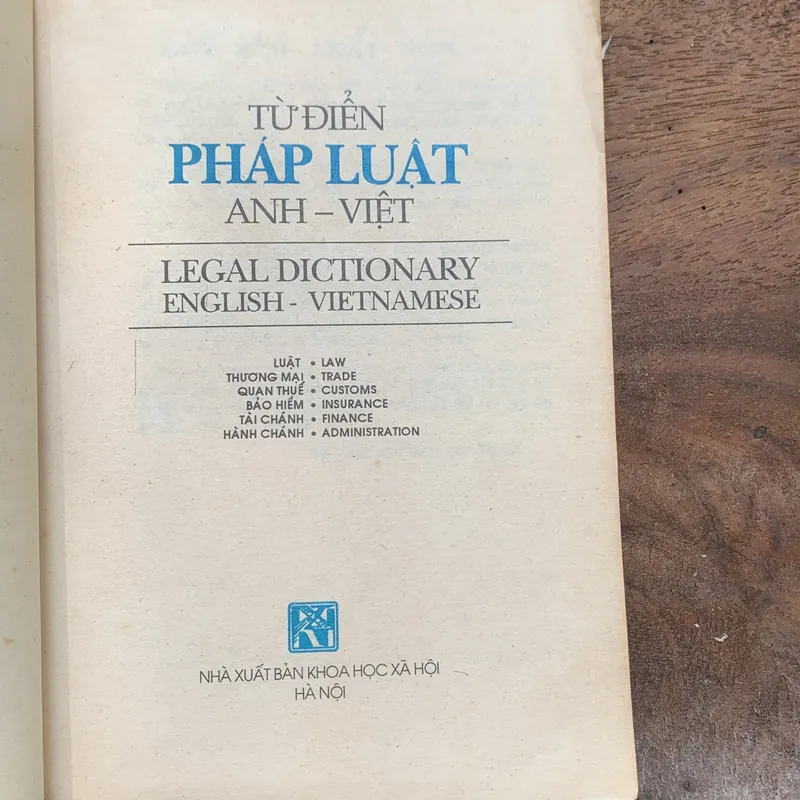 TỪ ĐIỂN
PHÁP LUẬT
ANH – VIỆT
LEGAL DICTIONARY
ENGLISH - VIETNAMESE
LUẬT • LAW
THƯƠNG MẠI • TRADE
QUAN THUẾ • CUSTOMS
BẢO HIỂM • INSURANCE
TÀI CHÁNH • FINANCE
HÀNH CHÁNH • ADMINISTRATION
NHÀ XUẤT BẢN KHOA HỌC XÃ HỘI
HÀ NỘI